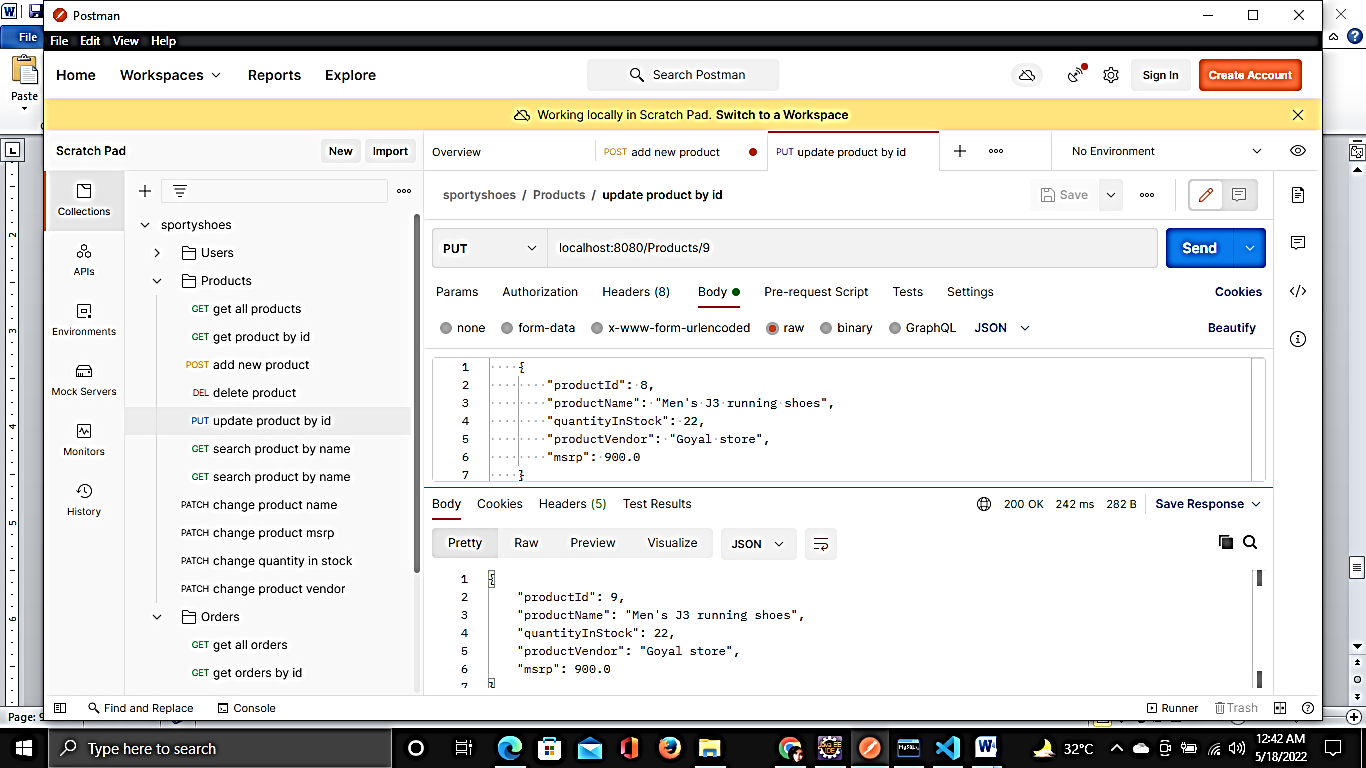 Postman
File Edit View Help
File
Paste
Home Workspaces Reports Explore
Search Postman
Sign In Create Account
Working locally in Scratch Pad. Switch to a Workspace
Scratch Pad New Import
Overview POST add new product PUT update product by id No Environment
Collections
APIs
Environments
Mock Servers
Monitors
History
sportyshoes
Users
Products
GET get all products
GET get product by id
POST add new product
DEL delete product
PUT update product by id
GET search product by name
GET search product by name
PATCH change product name
PATCH change product msrp
PATCH change quantity in stock
PATCH change product vendor
Orders
GET get all orders
GET get orders by id
sportyshoes / Products / update product by id Save
PUT localhost:8080/Products/9 Send
Params Authorization Headers (8) Body Pre-request Script Tests Settings Cookies
none form-data x-www-form-urlencoded raw binary GraphQL JSON Beautify
1 {
2 "productId": 8,
3 "productName": "Men's J3 running shoes",
4 "quantityInStock": 22,
5 "productVendor": "Goyal store",
6 "msrp": 900.0
7 }
Body Cookies Headers (5) Test Results 200 OK 242 ms 282 B Save Response
Pretty Raw Preview Visualize JSON
1 {
2 "productId": 9,
3 "productName": "Men's J3 running shoes",
4 "quantityInStock": 22,
5 "productVendor": "Goyal store",
6 "msrp": 900.0
7 }
Find and Replace Console Runner Trash
Type here to search
32°C
12:42 AM
5/18/2022